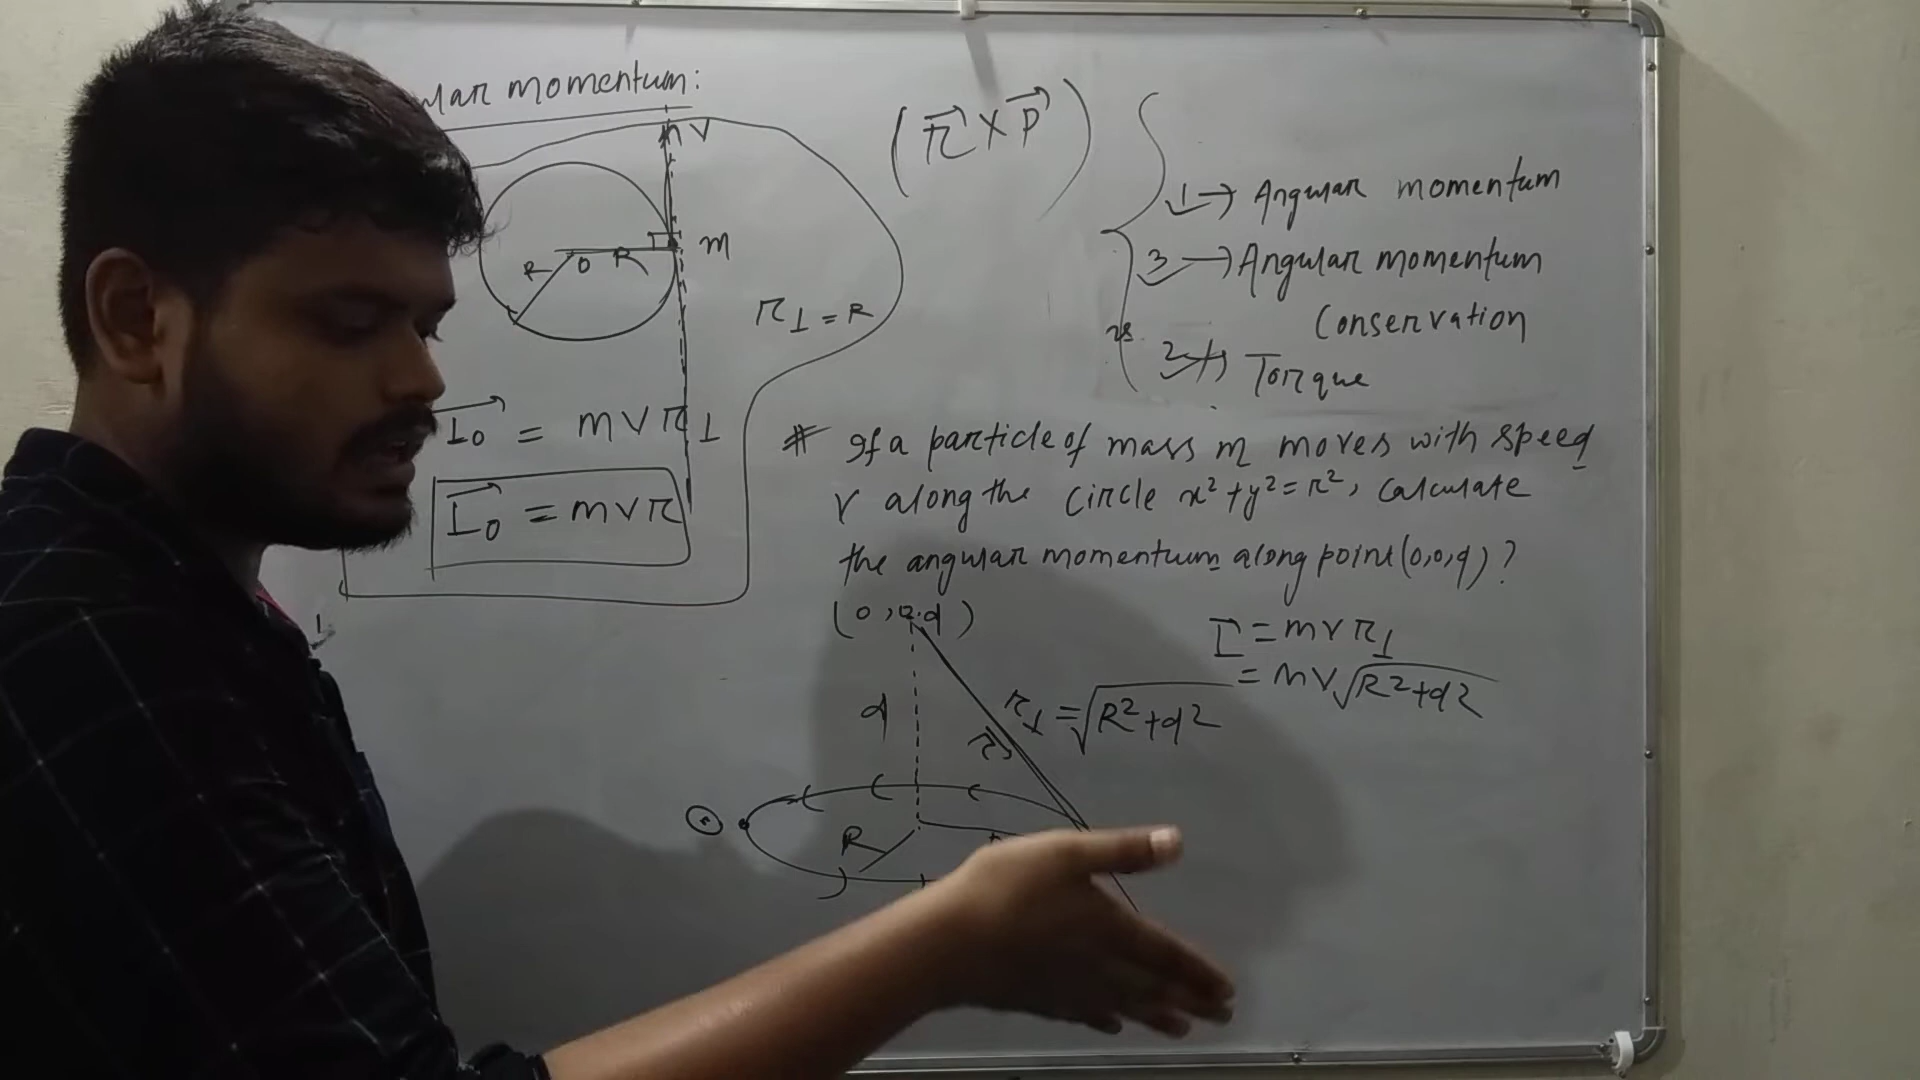 ular momentum:
v
m
R O R
r⊥ = R
L⃗o = mvr⊥
L⃗o = mvr
(r⃗ × p⃗)
1 → Angular momentum
3 → Angular momentum
Conservation
2 → Torque
# If a particle of mass m moves with speed
v along the circle x² + y² = r², calculate
the angular momentum along point (0,0,d) ?
(0,0,d)
L = mvr⊥
= mv√R²+d²
d
r⊥ = √R²+d²
r⃗
R